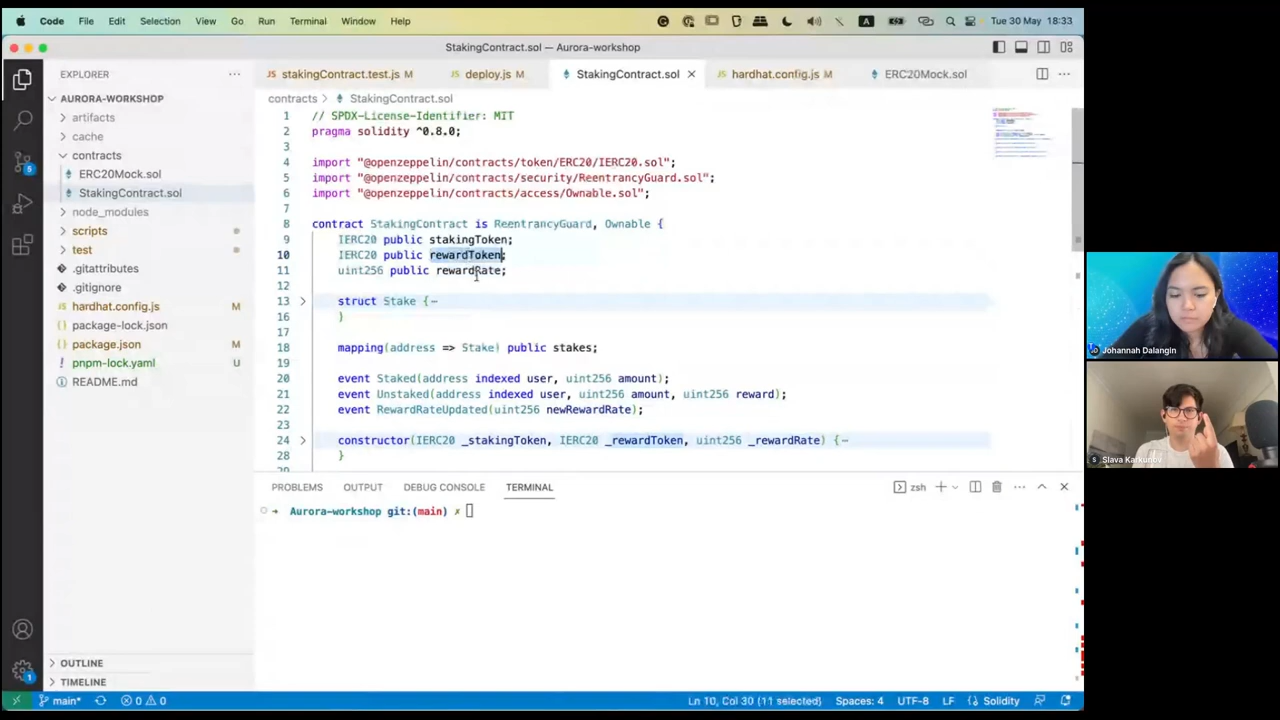 Code File Edit Selection View Go Run Terminal Window Help A Tue 30 May 18:33
StakingContract.sol — Aurora-workshop
EXPLORER
JS stakingContract.test.js M JS deploy.js M StakingContract.sol JS hardhat.config.js M ERC20Mock.sol
AURORA-WORKSHOP
artifacts
cache
contracts
ERC20Mock.sol
StakingContract.sol
node_modules
scripts
test
.gitattributes
.gitignore
JS hardhat.config.js M
package-lock.json
package.json M
pnpm-lock.yaml U
README.md
OUTLINE
TIMELINE
contracts > StakingContract.sol
1 // SPDX-License-Identifier: MIT
2 pragma solidity ^0.8.0;
3
4 import "@openzeppelin/contracts/token/ERC20/IERC20.sol";
5 import "@openzeppelin/contracts/security/ReentrancyGuard.sol";
6 import "@openzeppelin/contracts/access/Ownable.sol";
7
8 contract StakingContract is ReentrancyGuard, Ownable {
9 IERC20 public stakingToken;
10 IERC20 public rewardToken;
11 uint256 public rewardRate;
12
13 struct Stake {
16 }
17
18 mapping(address => Stake) public stakes;
19
20 event Staked(address indexed user, uint256 amount);
21 event Unstaked(address indexed user, uint256 amount, uint256 reward);
22 event RewardRateUpdated(uint256 newRewardRate);
23
24 constructor(IERC20 _stakingToken, IERC20 _rewardToken, uint256 _rewardRate) {
28 }
29
PROBLEMS OUTPUT DEBUG CONSOLE TERMINAL zsh
Aurora-workshop git:(main) ✗
5
1
main* 0 0 Ln 10, Col 30 (11 selected) Spaces: 4 UTF-8 LF {} Solidity
Johannah Dalangin
Slava Karkunov